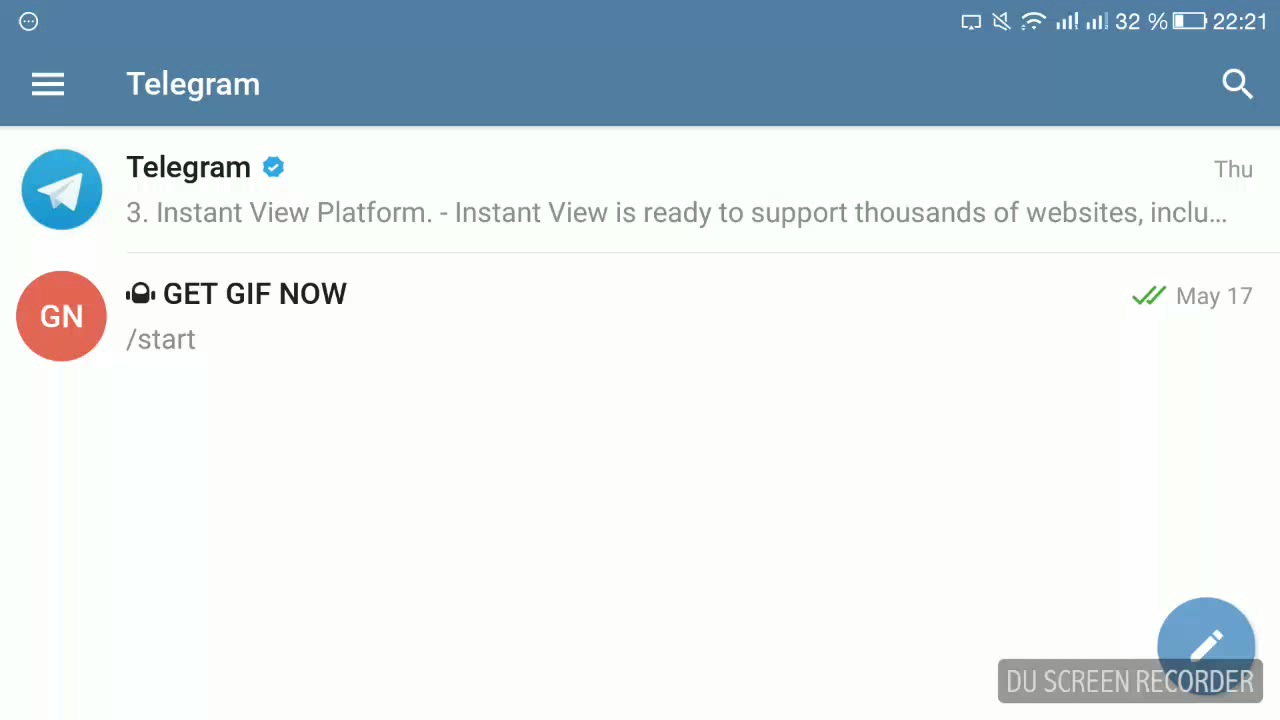 32 % 22:21
Telegram
Telegram Thu
3. Instant View Platform. - Instant View is ready to support thousands of websites, inclu...
GN GET GIF NOW May 17
/start
DU SCREEN RECORDER